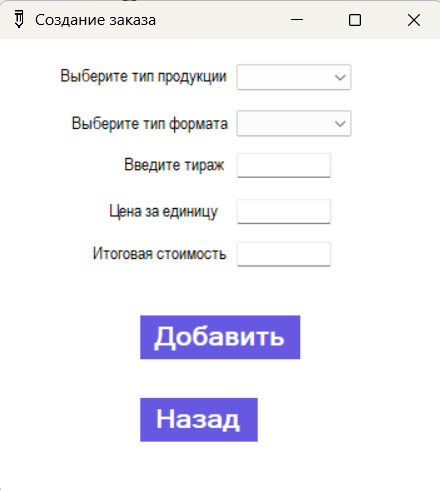 Создание заказа
Выберите тип продукции
Выберите тип формата
Введите тираж
Цена за единицу
Итоговая стоимость
Добавить
Назад